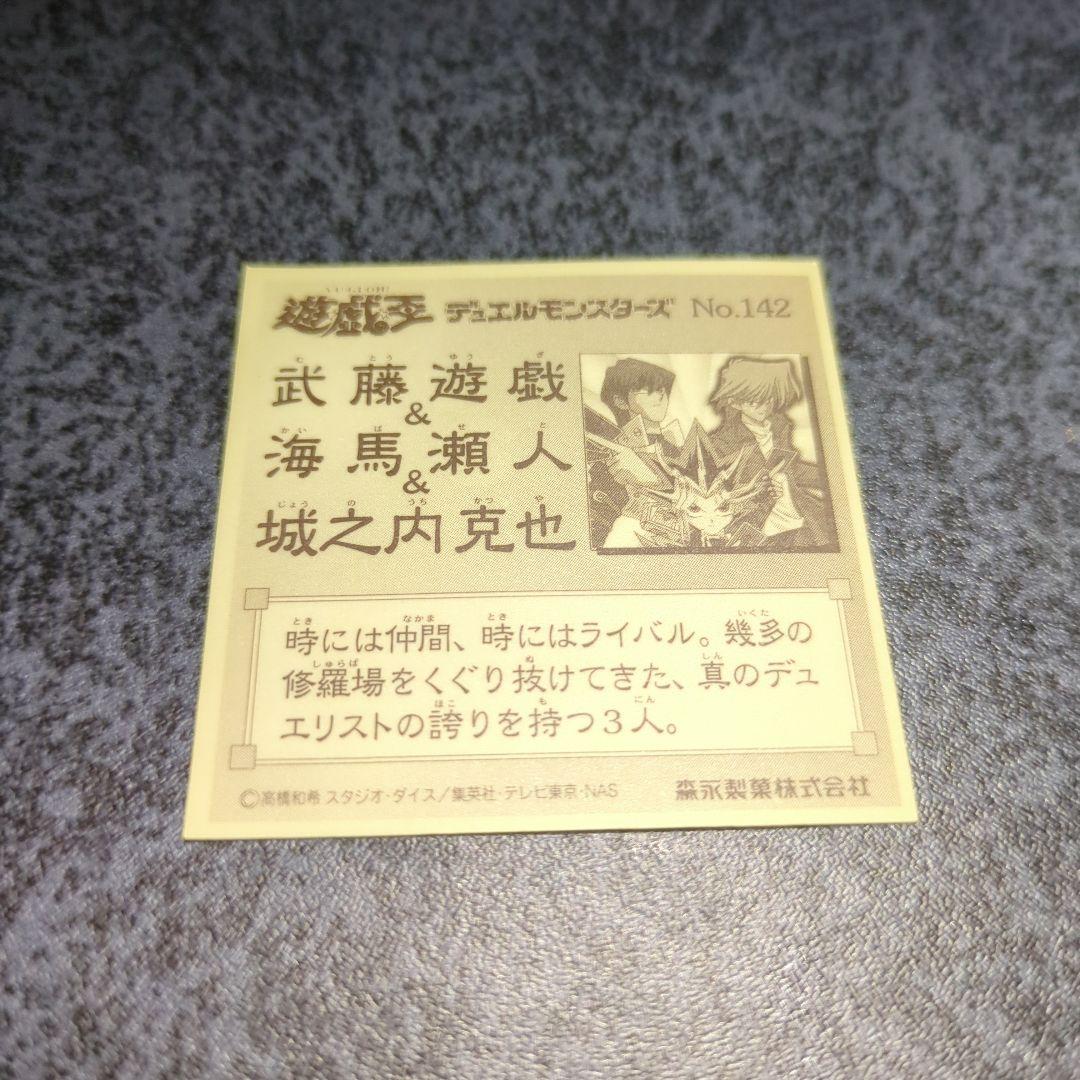 YU-GI-OH!
遊戯王 デュエルモンスターズ No.142
武藤遊戯
&
海馬瀬人
&
城之内克也
時には仲間、時にはライバル。幾多の
修羅場をくぐり抜けてきた、真のデュ
エリストの誇りを持つ3人。
©高橋和希 スタジオ・ダイス/集英社・テレビ東京・NAS
森永製菓株式会社